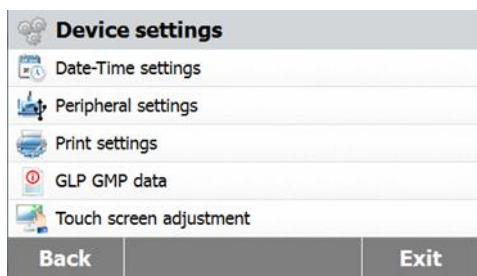 Device settings
Date-Time settings
Peripheral settings
Print settings
GLP GMP data
Touch screen adjustment
Back Exit